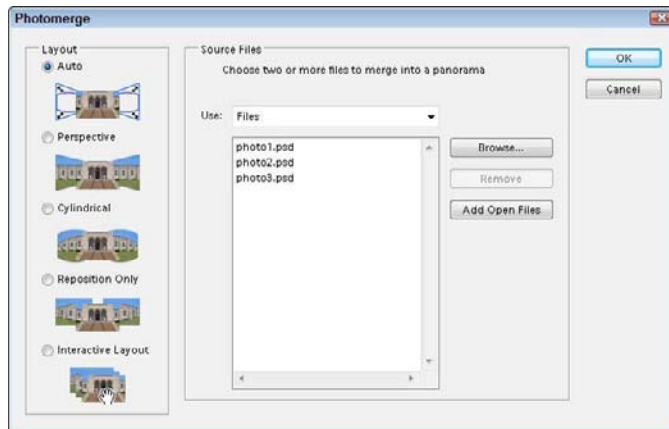 Photomerge
Layout
Auto
Perspective
Cylindrical
Reposition Only
Interactive Layout
Source Files
Choose two or more files to merge into a panorama
Use: Files
photo1.psd
photo2.psd
photo3.psd
Browse...
Remove
Add Open Files
OK
Cancel